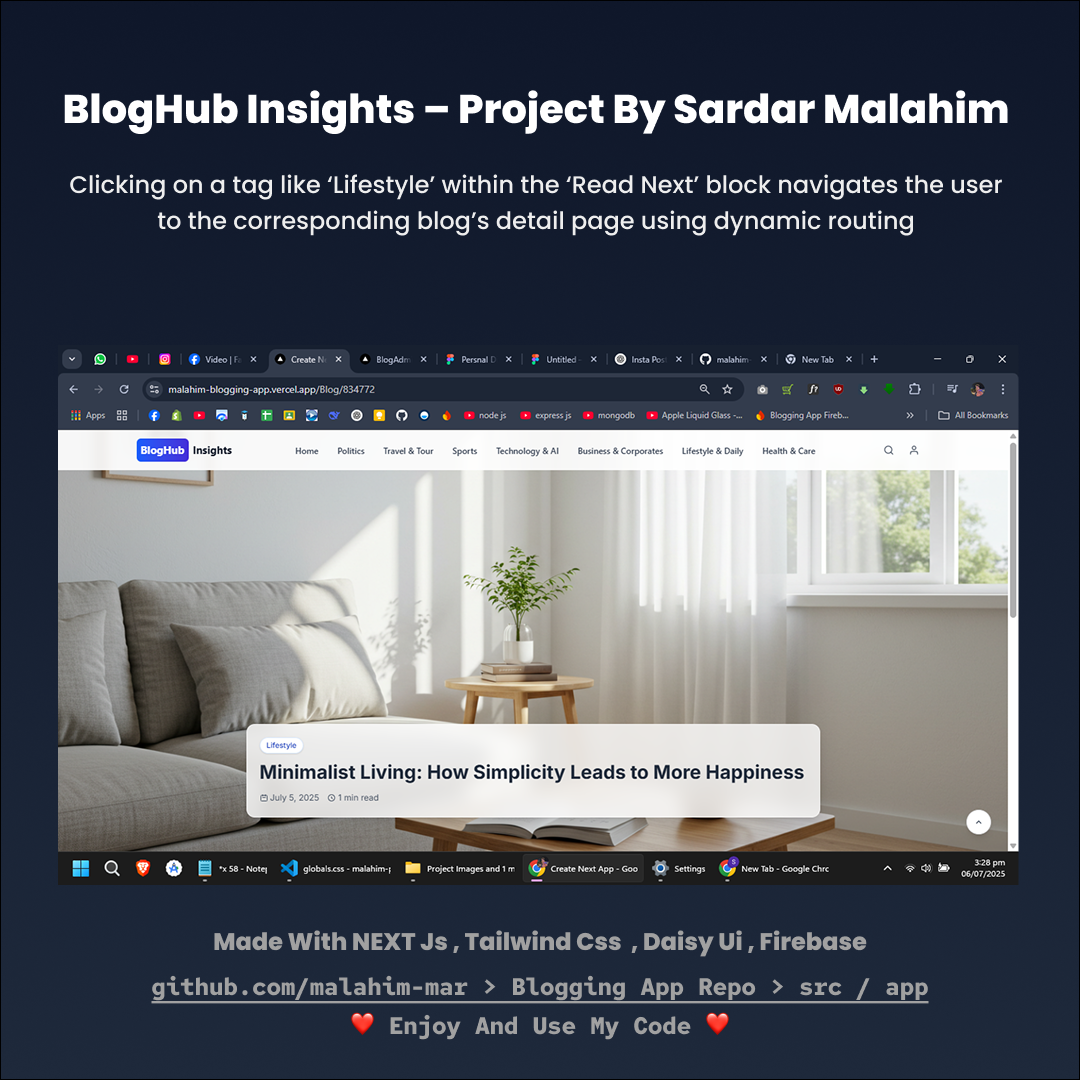 BlogHub Insights – Project By Sardar Malahim
Clicking on a tag like ‘Lifestyle’ within the ‘Read Next’ block navigates the user
to the corresponding blog’s detail page using dynamic routing
Video | Fa
Create Ne
BlogAdm
Persnal D
Untitled -
Insta Pos
malahim-
New Tab
malahim-blogging-app.vercel.app/Blog/834772
Apps
node js
express js
mongodb
Apple Liquid Glass -...
Blogging App Fireb...
All Bookmarks
BlogHub Insights
Home
Politics
Travel & Tour
Sports
Technology & AI
Business & Corporates
Lifestyle & Daily
Health & Care
Lifestyle
Minimalist Living: How Simplicity Leads to More Happiness
July 5, 2025 1 min read
*x 58 - Notep
globals.css - malahim-p
Project Images and 1 m
Create Next App - Goo
Settings
New Tab - Google Chrc
3:28 pm
06/07/2025
Made With NEXT Js , Tailwind Css , Daisy Ui , Firebase
github.com/malahim-mar > Blogging App Repo > src / app
❤️ Enjoy And Use My Code ❤️